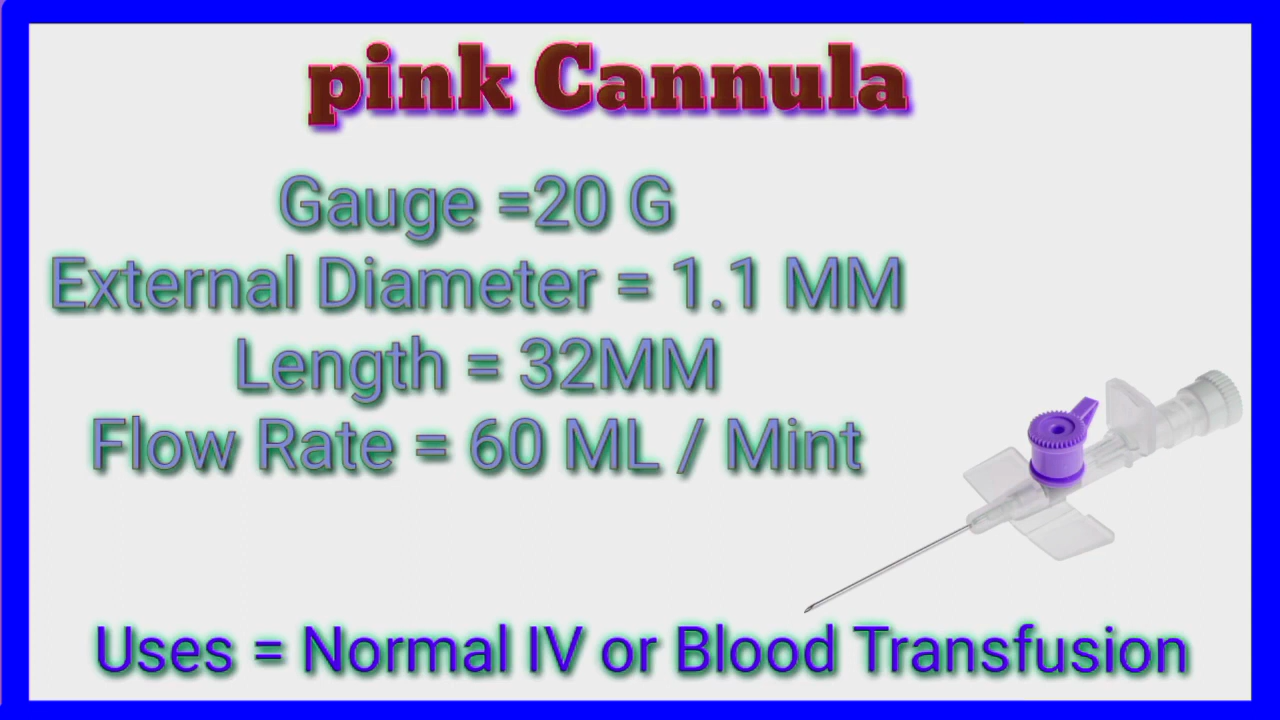 pink Cannula
Gauge =20 G
External Diameter = 1.1 MM
Length = 32MM
Flow Rate = 60 ML / Mint
Uses = Normal IV or Blood Transfusion